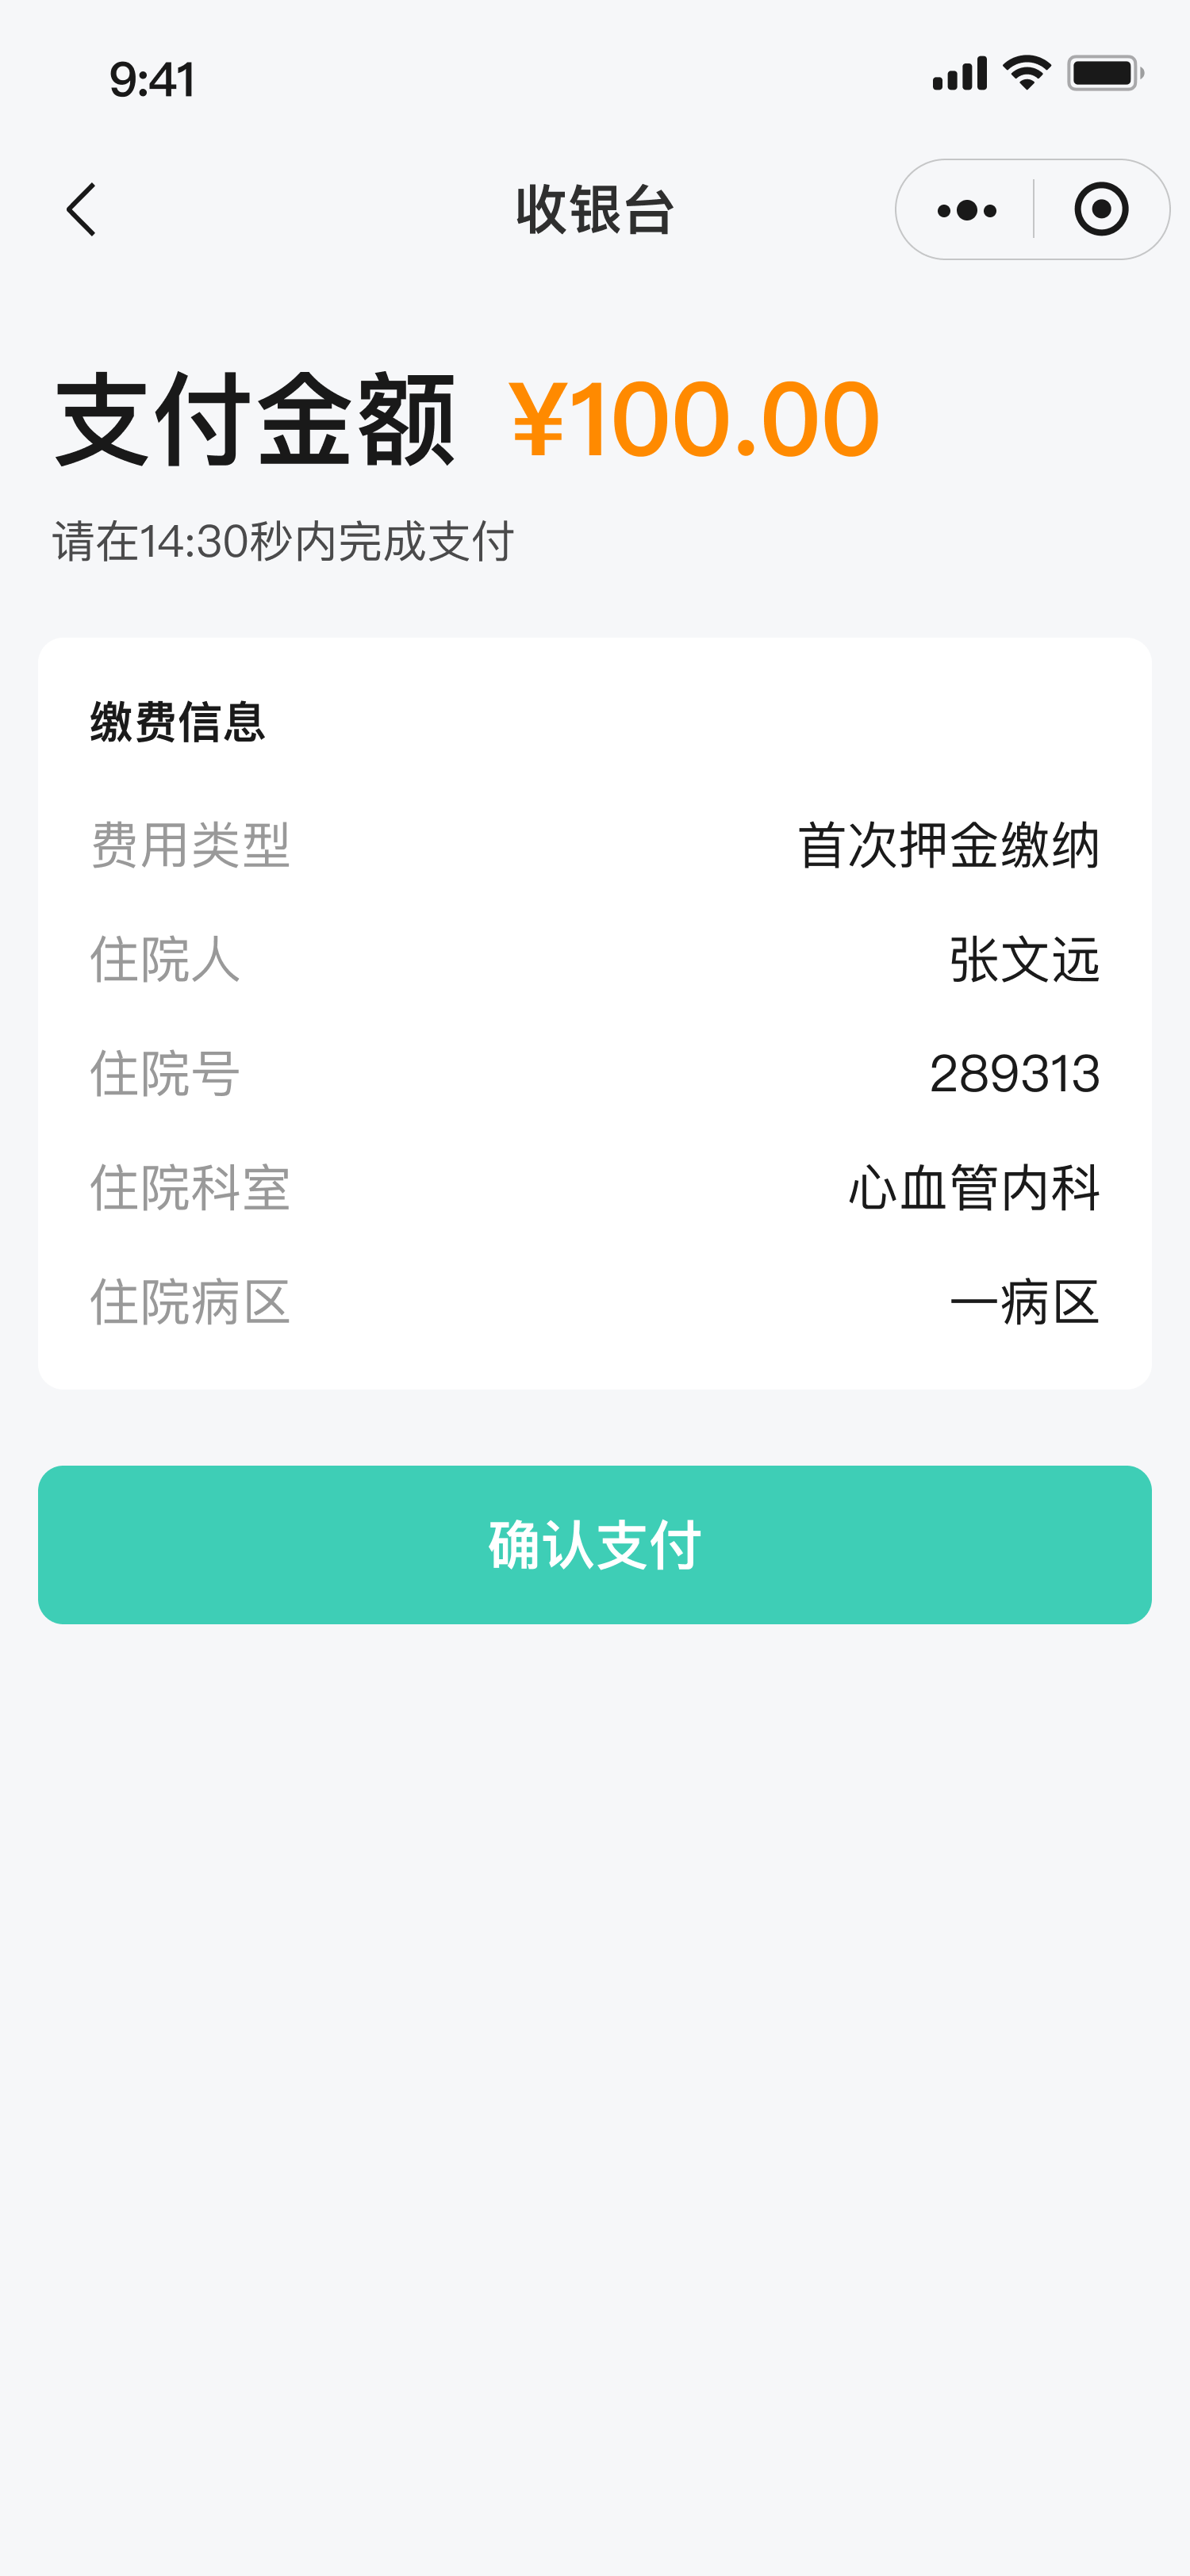 9:41
收银台
支付金额 ¥100.00
请在14:30秒内完成支付
缴费信息
费用类型 首次押金缴纳
住院人 张文远
住院号 289313
住院科室 心血管内科
住院病区 一病区
确认支付